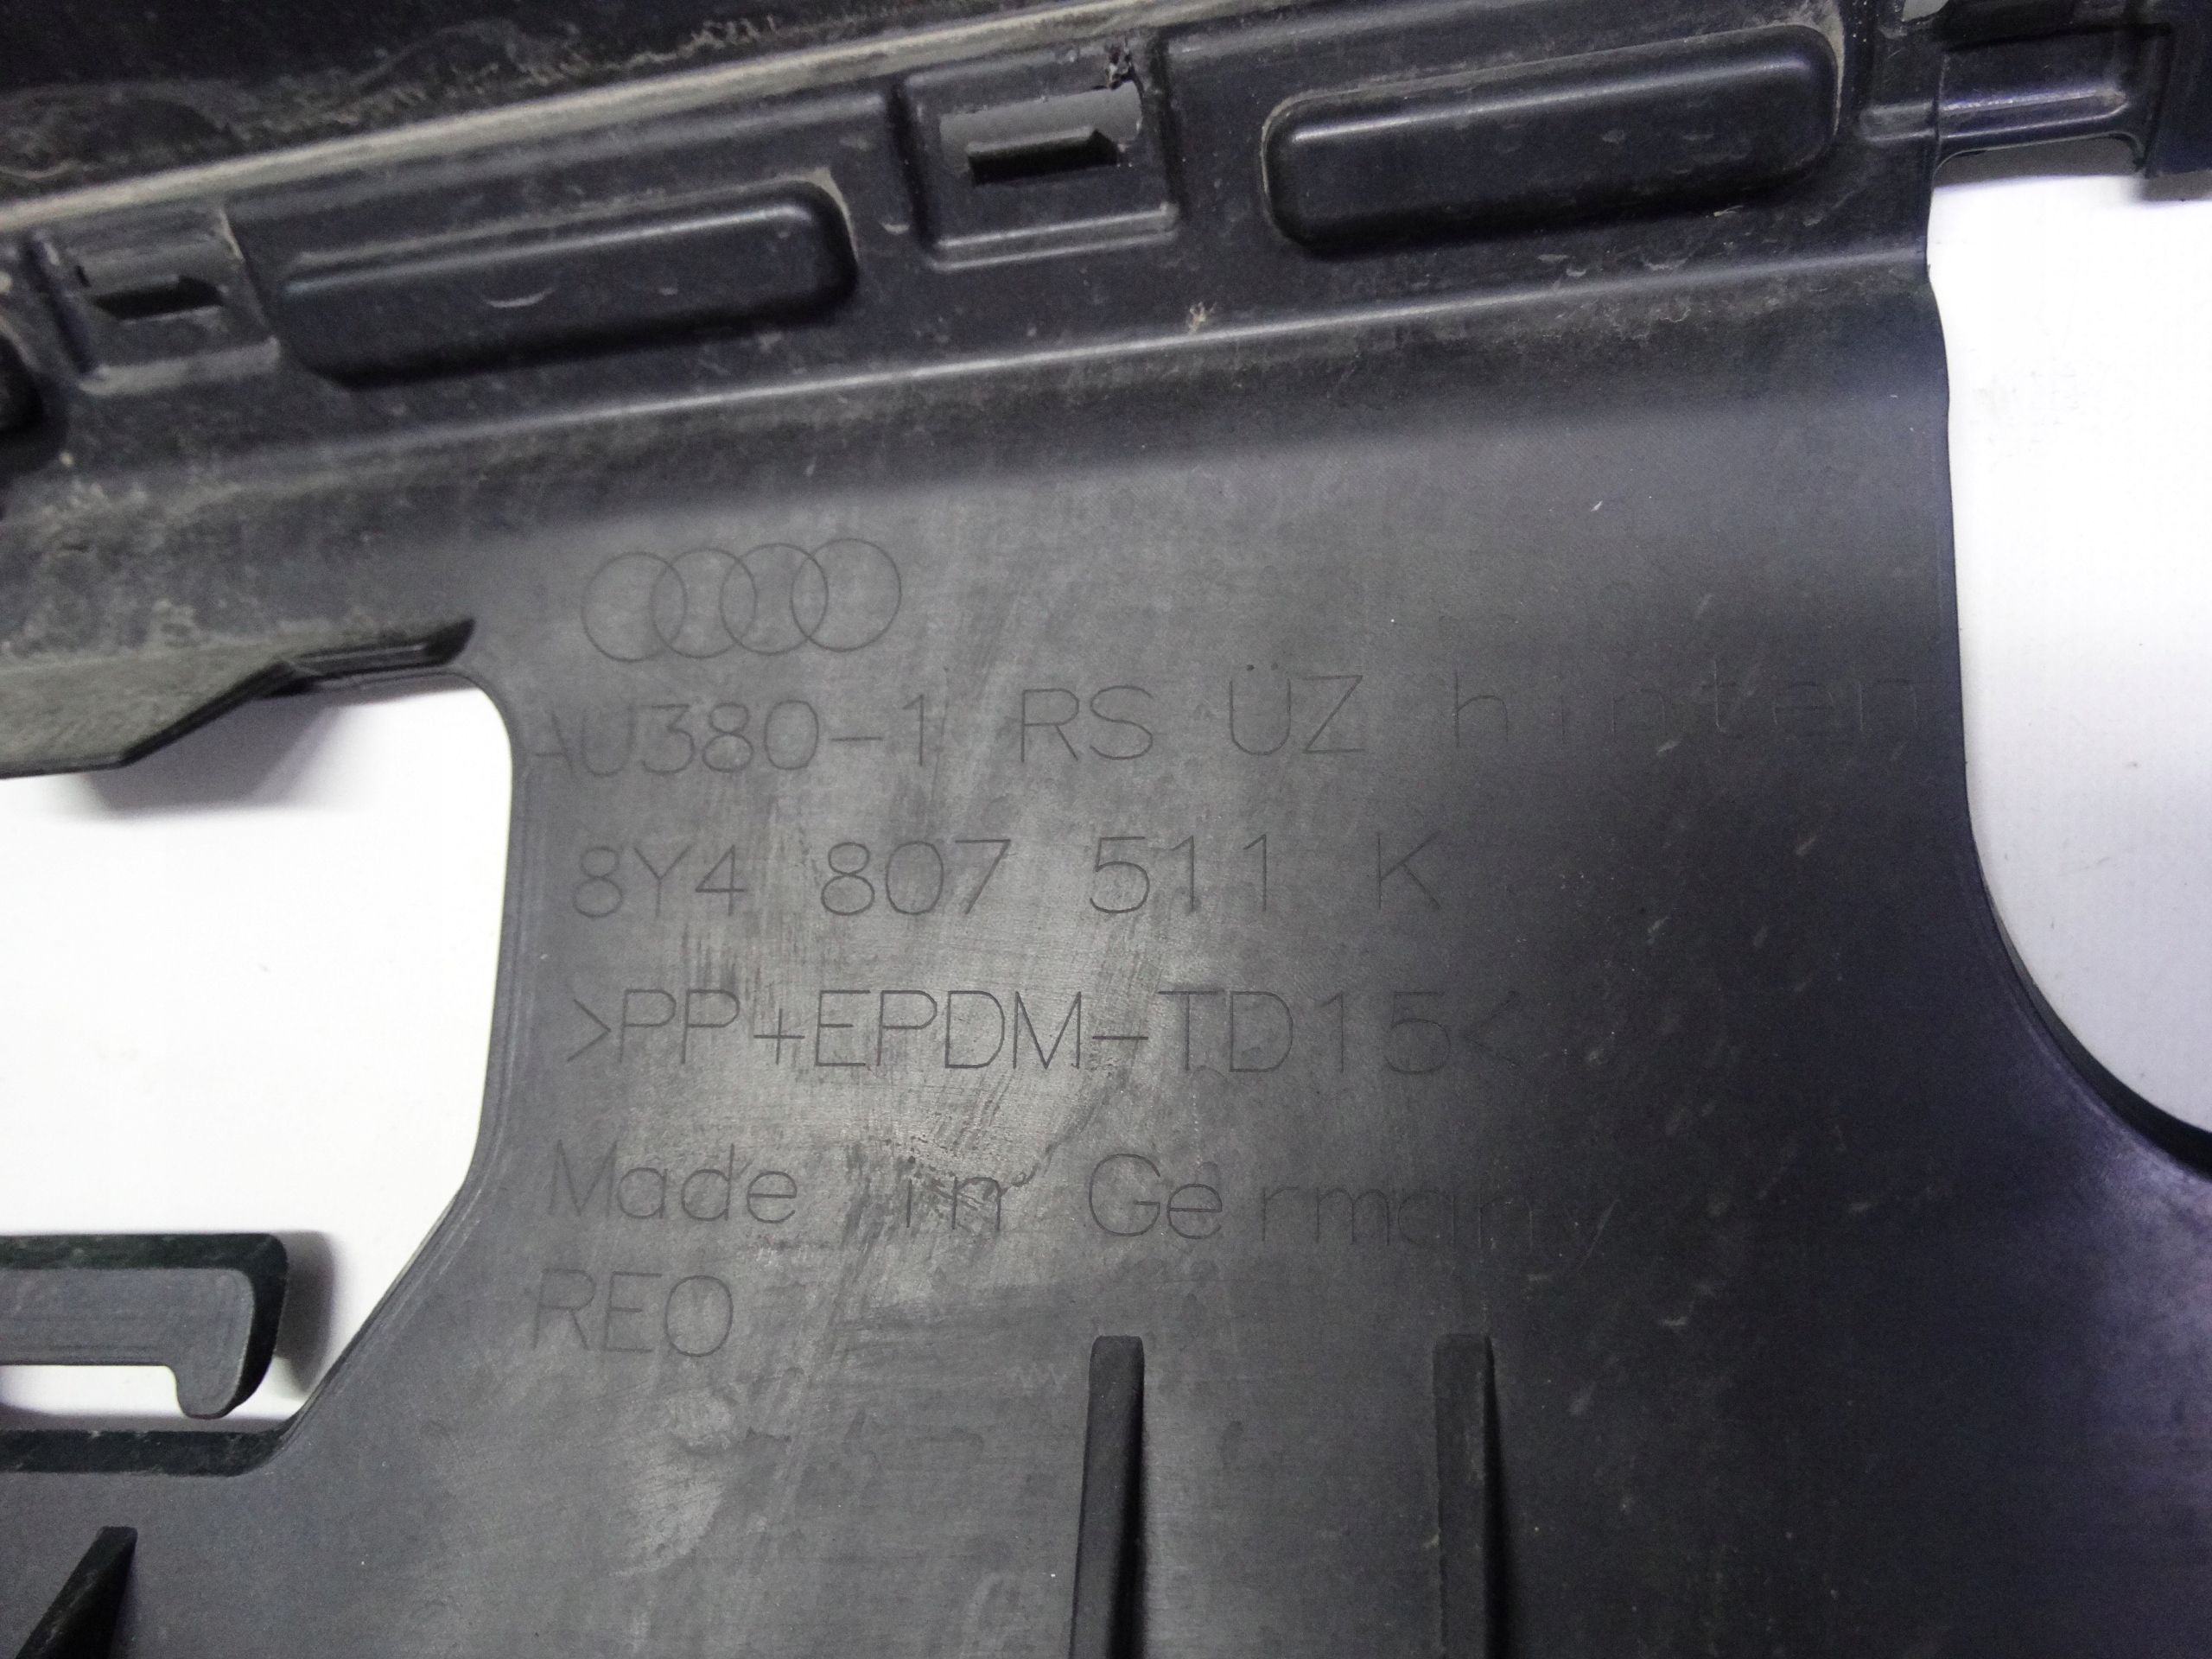 AU380-1 RS ÜZ hinten
8Y4 807 511 K
>PP+EPDM-TD15<
Made in Germany
REO